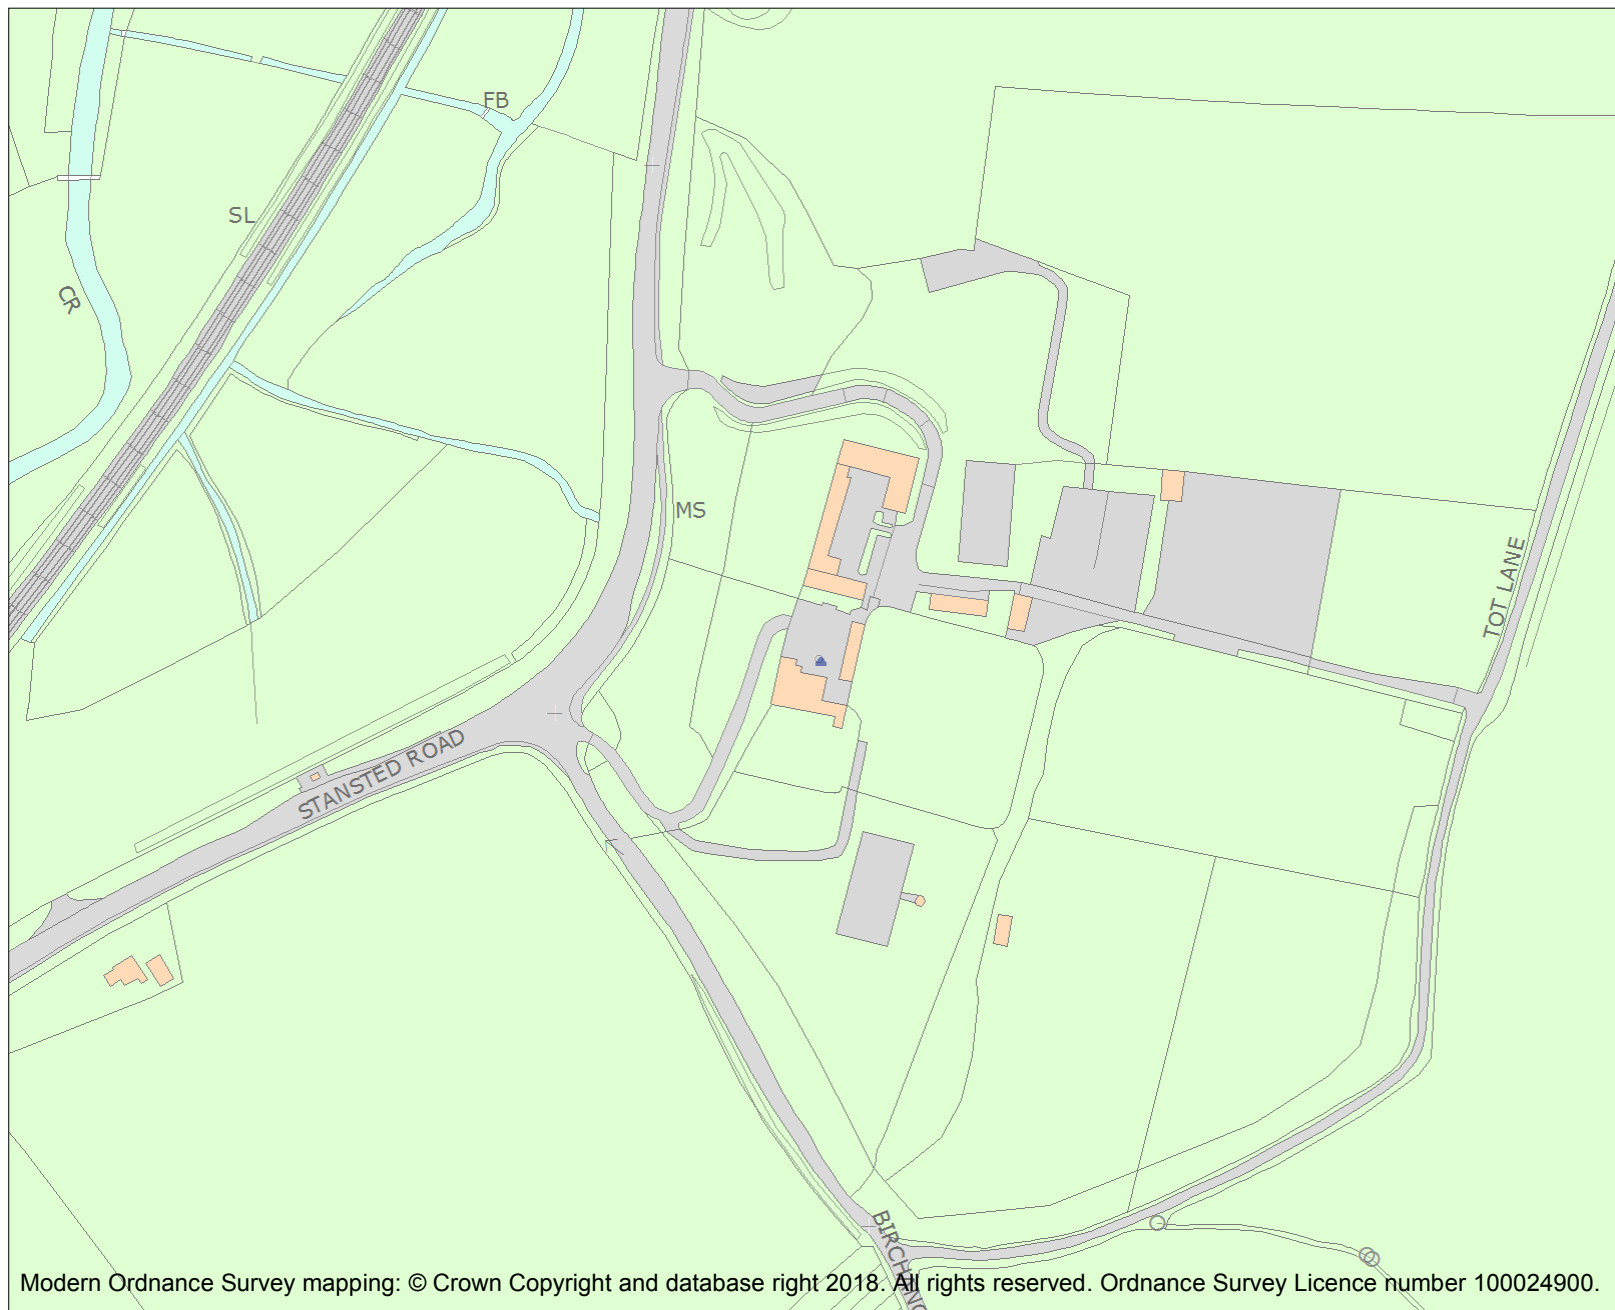 FB
SL
CR
MS
TOT LANE
STANSTED ROAD
BIRCHANG
Modern Ordnance Survey mapping: © Crown Copyright and database right 2018. All rights reserved. Ordnance Survey Licence number 100024900.